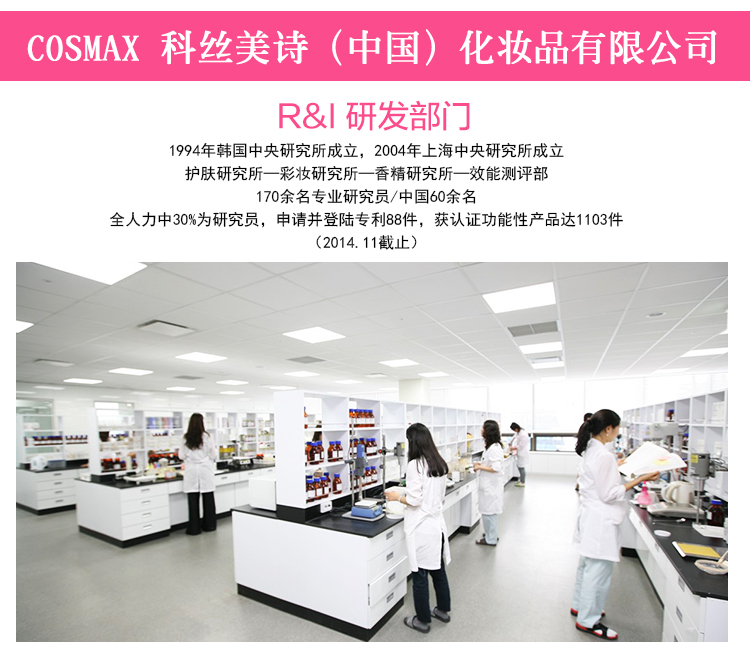 COSMAX 科丝美诗（中国）化妆品有限公司
R&I 研发部门
1994年韩国中央研究所成立，2004年上海中央研究所成立
护肤研究所—彩妆研究所—香精研究所—效能测评部
170余名专业研究员/中国60余名
全人力中30%为研究员，申请并登陆专利88件，获认证功能性产品达1103件
（2014.11截止）